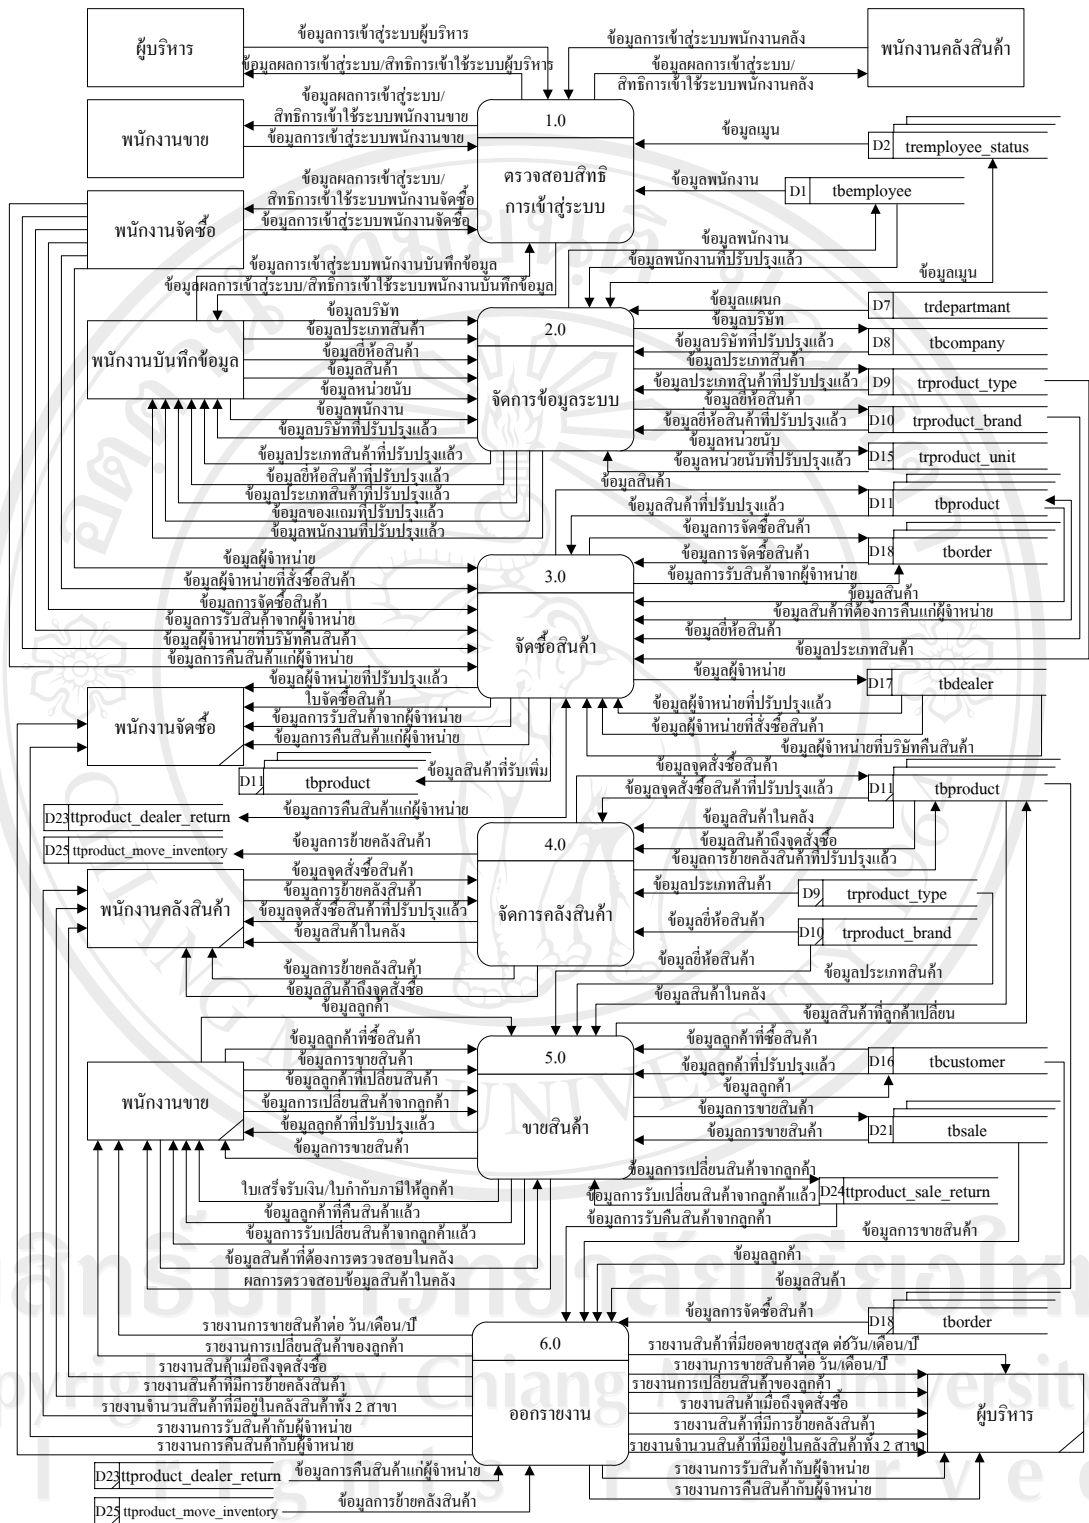 ผู้บริหาร
ข้อมูลการเข้าสู่ระบบผู้บริหาร
ข้อมูลการเข้าสู่ระบบพนักงานคลัง
พนักงานคลังสินค้า
ข้อมูลผลการเข้าสู่ระบบ/สิทธิการเข้าใช้ระบบผู้บริหาร
ข้อมูลผลการเข้าสู่ระบบ/
สิทธิการเข้าใช้ระบบพนักงานคลัง
พนักงานขาย
ข้อมูลผลการเข้าสู่ระบบ/
สิทธิการเข้าใช้ระบบพนักงานขาย
ข้อมูลการเข้าสู่ระบบพนักงานขาย
1.0
ตรวจสอบสิทธิ
การเข้าสู่ระบบ
ข้อมูลเมนู
D2 tremployee_status
ข้อมูลพนักงาน
D1 tbemployee
พนักงานจัดซื้อ
ข้อมูลผลการเข้าสู่ระบบ/
สิทธิการเข้าใช้ระบบพนักงานจัดซื้อ
ข้อมูลการเข้าสู่ระบบพนักงานจัดซื้อ
ข้อมูลพนักงาน
ข้อมูลพนักงานที่ปรับปรุงแล้ว
ข้อมูลเมนู
ข้อมูลการเข้าสู่ระบบพนักงานบันทึกข้อมูล
ข้อมูลผลการเข้าสู่ระบบ/สิทธิการเข้าใช้ระบบพนักงานบันทึกข้อมูล
พนักงานบันทึกข้อมูล
ข้อมูลบริษัท
ข้อมูลประเภทสินค้า
ข้อมูลยี่ห้อสินค้า
ข้อมูลสินค้า
ข้อมูลหน่วยนับ
ข้อมูลพนักงาน
ข้อมูลบริษัทที่ปรับปรุงแล้ว
ข้อมูลประเภทสินค้าที่ปรับปรุงแล้ว
ข้อมูลยี่ห้อสินค้าที่ปรับปรุงแล้ว
ข้อมูลประเภทสินค้าที่ปรับปรุงแล้ว
ข้อมูลของแถมที่ปรับปรุงแล้ว
ข้อมูลพนักงานที่ปรับปรุงแล้ว
2.0
จัดการข้อมูลระบบ
ข้อมูลแผนก
D7 trdepartmant
ข้อมูลบริษัท
ข้อมูลบริษัทที่ปรับปรุงแล้ว
D8 tbcompany
ข้อมูลประเภทสินค้า
ข้อมูลประเภทสินค้าที่ปรับปรุงแล้ว
D9 trproduct_type
ข้อมูลยี่ห้อสินค้า
ข้อมูลยี่ห้อสินค้าที่ปรับปรุงแล้ว
D10 trproduct_brand
ข้อมูลหน่วยนับ
ข้อมูลหน่วยนับที่ปรับปรุงแล้ว
D15 trproduct_unit
ข้อมูลสินค้า
ข้อมูลสินค้าที่ปรับปรุงแล้ว
D11 tbproduct
ข้อมูลการจัดซื้อสินค้า
ข้อมูลการจัดซื้อสินค้า
D18 tborder
ข้อมูลการรับสินค้าจากผู้จำหน่าย
ข้อมูลสินค้า
ข้อมูลสินค้าที่ต้องการคืนแก่ผู้จำหน่าย
ข้อมูลยี่ห้อสินค้า
ข้อมูลประเภทสินค้า
ข้อมูลผู้จำหน่าย
ข้อมูลผู้จำหน่ายที่สั่งซื้อสินค้า
ข้อมูลการจัดซื้อสินค้า
ข้อมูลการรับสินค้าจากผู้จำหน่าย
ข้อมูลผู้จำหน่ายที่บริษัทคืนสินค้า
ข้อมูลการคืนสินค้าแก่ผู้จำหน่าย
3.0
จัดซื้อสินค้า
ข้อมูลผู้จำหน่าย
D17 tbdealer
ข้อมูลผู้จำหน่ายที่ปรับปรุงแล้ว
ข้อมูลผู้จำหน่ายที่สั่งซื้อสินค้า
ข้อมูลผู้จำหน่ายที่บริษัทคืนสินค้า
พนักงานจัดซื้อ
ข้อมูลผู้จำหน่ายที่ปรับปรุงแล้ว
ใบจัดซื้อสินค้า
ข้อมูลการรับสินค้าจากผู้จำหน่าย
ข้อมูลการคืนสินค้าแก่ผู้จำหน่าย
D11 tbproduct
ข้อมูลสินค้าที่รับเพิ่ม
ข้อมูลจุดสั่งซื้อสินค้า
ข้อมูลจุดสั่งซื้อสินค้าที่ปรับปรุงแล้ว
D11 tbproduct
D23 ttproduct_dealer_return
ข้อมูลการคืนสินค้าแก่ผู้จำหน่าย
D25 ttproduct_move_inventory
ข้อมูลการย้ายคลังสินค้า
4.0
จัดการคลังสินค้า
ข้อมูลสินค้าในคลัง
ข้อมูลสินค้าถึงจุดสั่งซื้อ
ข้อมูลการย้ายคลังสินค้าที่ปรับปรุงแล้ว
ข้อมูลประเภทสินค้า
D9 trproduct_type
ข้อมูลยี่ห้อสินค้า
D10 trproduct_brand
พนักงานคลังสินค้า
ข้อมูลจุดสั่งซื้อสินค้า
ข้อมูลการย้ายคลังสินค้า
ข้อมูลจุดสั่งซื้อสินค้าที่ปรับปรุงแล้ว
ข้อมูลสินค้าในคลัง
ข้อมูลการย้ายคลังสินค้า
ข้อมูลสินค้าถึงจุดสั่งซื้อ
ข้อมูลยี่ห้อสินค้า
ข้อมูลประเภทสินค้า
ข้อมูลสินค้าในคลัง
ข้อมูลสินค้าที่ลูกค้าเปลี่ยน
ข้อมูลลูกค้า
พนักงานขาย
ข้อมูลลูกค้าที่ซื้อสินค้า
ข้อมูลการขายสินค้า
ข้อมูลลูกค้าที่เปลี่ยนสินค้า
ข้อมูลการเปลี่ยนสินค้าจากลูกค้า
ข้อมูลลูกค้าที่ปรับปรุงแล้ว
ข้อมูลการขายสินค้า
5.0
ขายสินค้า
ข้อมูลลูกค้าที่ซื้อสินค้า
ข้อมูลลูกค้าที่ปรับปรุงแล้ว
D16 tbcustomer
ข้อมูลลูกค้า
ข้อมูลการขายสินค้า
ข้อมูลการขายสินค้า
D21 tbsale
ใบเสร็จรับเงิน/ใบกำกับภาษีให้ลูกค้า
ข้อมูลลูกค้าที่คืนสินค้าแล้ว
ข้อมูลการรับเปลี่ยนสินค้าจากลูกค้าแล้ว
ข้อมูลสินค้าที่ต้องการตรวจสอบในคลัง
ผลการตรวจสอบข้อมูลสินค้าในคลัง
ข้อมูลการเปลี่ยนสินค้าจากลูกค้า
ข้อมูลการรับเปลี่ยนสินค้าจากลูกค้าแล้ว
D24 ttproduct_sale_return
ข้อมูลการรับคืนสินค้าจากลูกค้า
ข้อมูลการขายสินค้า
ข้อมูลลูกค้า
ข้อมูลสินค้า
ข้อมูลการจัดซื้อสินค้า
D18 tborder
รายงานการขายสินค้าต่อ วัน/เดือน/ปี
รายงานการเปลี่ยนสินค้าของลูกค้า
รายงานสินค้าเมื่อถึงจุดสั่งซื้อ
รายงานสินค้าที่มีการย้ายคลังสินค้า
รายงานจำนวนสินค้าที่มีอยู่ในคลังสินค้าทั้ง 2 สาขา
รายงานการรับสินค้ากับผู้จำหน่าย
รายงานการคืนสินค้ากับผู้จำหน่าย
6.0
ออกรายงาน
รายงานสินค้าที่มียอดขายสูงสุด ต่อวัน/เดือน/ปี
รายงานการขายสินค้าต่อ วัน/เดือน/ปี
รายงานการเปลี่ยนสินค้าของลูกค้า
รายงานสินค้าเมื่อถึงจุดสั่งซื้อ
รายงานสินค้าที่มีการย้ายคลังสินค้า
รายงานจำนวนสินค้าที่มีอยู่ในคลังสินค้าทั้ง 2 สาขา
รายงานการรับสินค้ากับผู้จำหน่าย
รายงานการคืนสินค้ากับผู้จำหน่าย
ผู้บริหาร
D23 ttproduct_dealer_return
ข้อมูลการคืนสินค้าแก่ผู้จำหน่าย
D25 ttproduct_move_inventory
ข้อมูลการย้ายคลังสินค้า